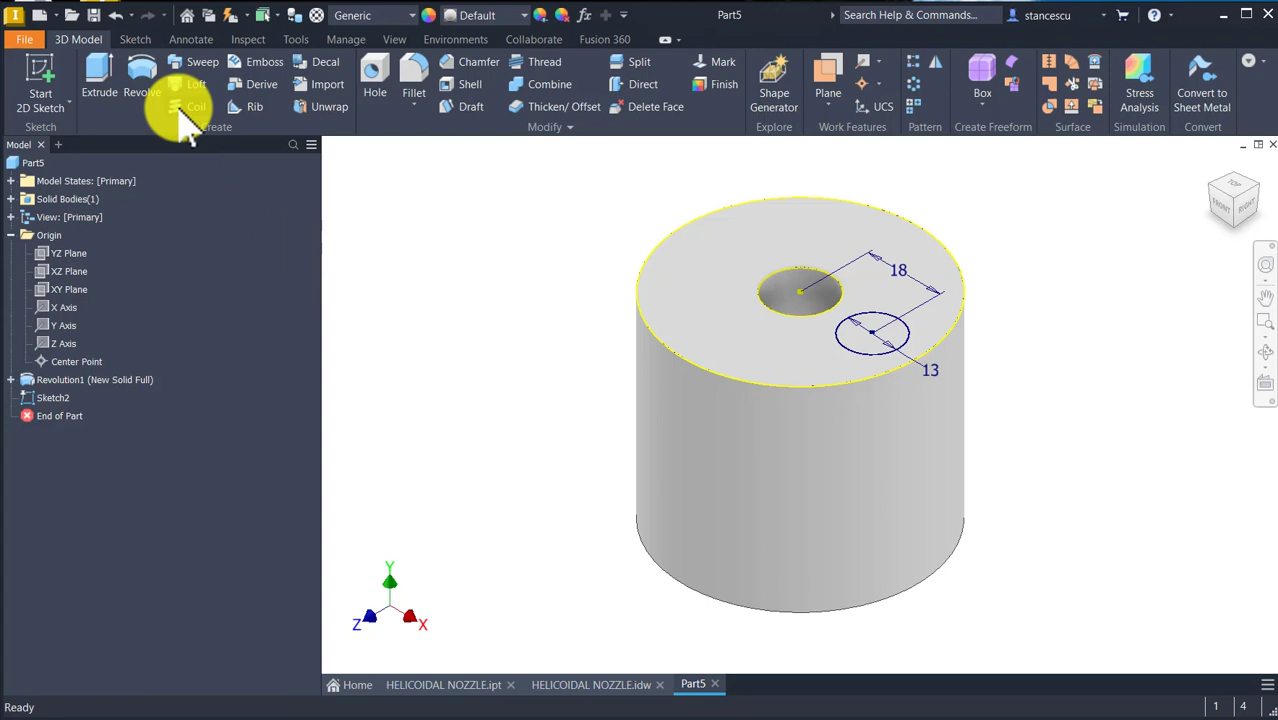 Generic
Default
Part5
Search Help & Commands...
stancescu
File
3D Model
Sketch
Annotate
Inspect
Tools
Manage
View
Environments
Collaborate
Fusion 360
Start
2D Sketch
Extrude
Revolve
Sweep
Loft
Coil
Emboss
Derive
Rib
Decal
Import
Unwrap
Hole
Fillet
Chamfer
Shell
Draft
Thread
Combine
Thicken/ Offset
Split
Direct
Delete Face
Mark
Finish
Shape
Generator
Plane
UCS
Box
Stress
Analysis
Convert to
Sheet Metal
Sketch
Create
Modify
Explore
Work Features
Pattern
Create Freeform
Surface
Simulation
Convert
Model
Part5
Model States: [Primary]
Solid Bodies(1)
View: [Primary]
Origin
YZ Plane
XZ Plane
XY Plane
X Axis
Y Axis
Z Axis
Center Point
Revolution1 (New Solid Full)
Sketch2
End of Part
18
13
FRONT
RIGHT
Y
Z
X
Home
HELICOIDAL NOZZLE.ipt
HELICOIDAL NOZZLE.idw
Part5
Ready
1
4